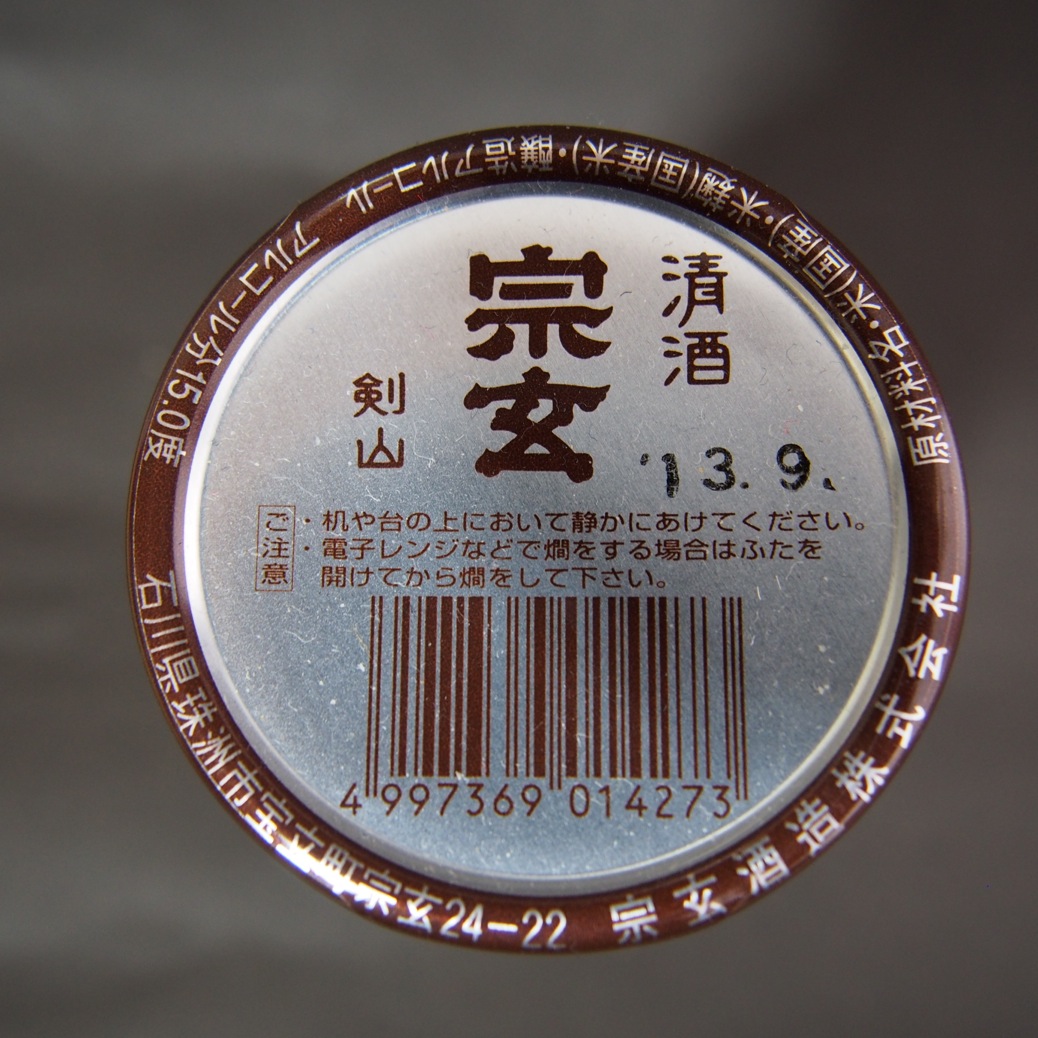 清酒
宗玄
剣山
'13.9.
ご注意
・机や台の上において静かにあけてください。
・電子レンジなどで燗をする場合はふたを
開けてから燗をして下さい。
4 997369 014273
原材料名・米(国産)・米麹(国産米)・醸造アルコール
アルコール分15.0度
石川県珠洲市宝立町宗玄24-22
宗玄酒造株式会社